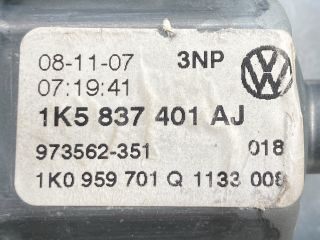 08-11-07 3NP
07:19:41
1K5 837 401 AJ
973562-351 018
1K0 959 701 Q 1133 008